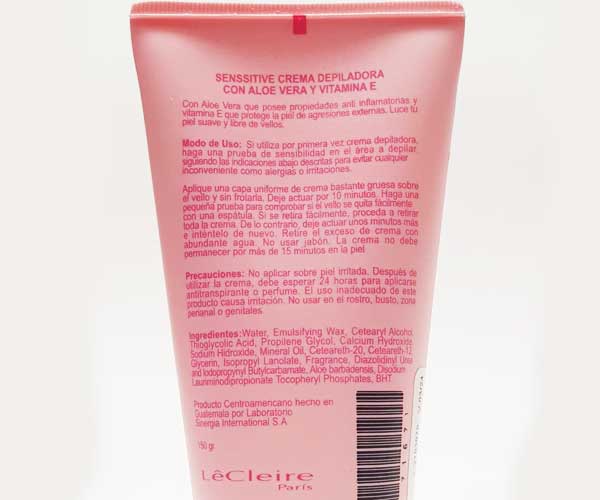 SENSSITIVE CREMA DEPILADORA
CON ALOE VERA Y VITAMINA E
Con Aloe Vera que posee propiedades anti inflamatorias y
vitamina E que protege la piel de agresiones externas. Luce tu
piel suave y libre de vellos.
Modo de Uso: Si utiliza por primera vez crema depiladora,
haga una prueba de sensibilidad en el área a depilar,
siguiendo las indicaciones abajo descritas para evitar cualquier
inconveniente como alergias o irritaciones.
Aplique una capa uniforme de crema bastante gruesa sobre
el vello y sin frotarla. Deje actuar por 10 minutos. Haga una
pequeña prueba para comprobar si el vello se quita fácilmente
con una espátula. Si se retira fácilmente, proceda a retirar
toda la crema. De lo contrario, deje actuar unos minutos más
e inténtelo de nuevo. Retire el exceso de crema con
abundante agua. No usar jabón. La crema no debe
permanecer por más de 15 minutos en la piel
Precauciones: No aplicar sobre piel irritada. Después de
utilizar la crema, debe esperar 24 horas para aplicarse
antitranspirante o perfume. El uso inadecuado de este
producto causa irritación. No usar en el rostro, busto, zona
perianal o genitales.
Ingredientes:Water, Emulsifying Wax, Cetearyl Alcohol,
Thioglycolic Acid, Propilene Glycol, Calcium Hydroxide,
Sodium Hidroxide, Mineral Oil, Ceteareth-20, Ceteareth-12,
Glycerin, Isopropyl Lanolate, Fragrance, Diazolidinyl Urea
and Iodopropynyl Butylcarbamate, Aloe barbadensis, Disodium
Lauriminodipropionate Tocopheryl Phosphates, BHT.
Producto Centroamericano hecho en
Guatemala por Laboratorio
Sinergia International S.A
150 gr.
LêCleire
París
71671